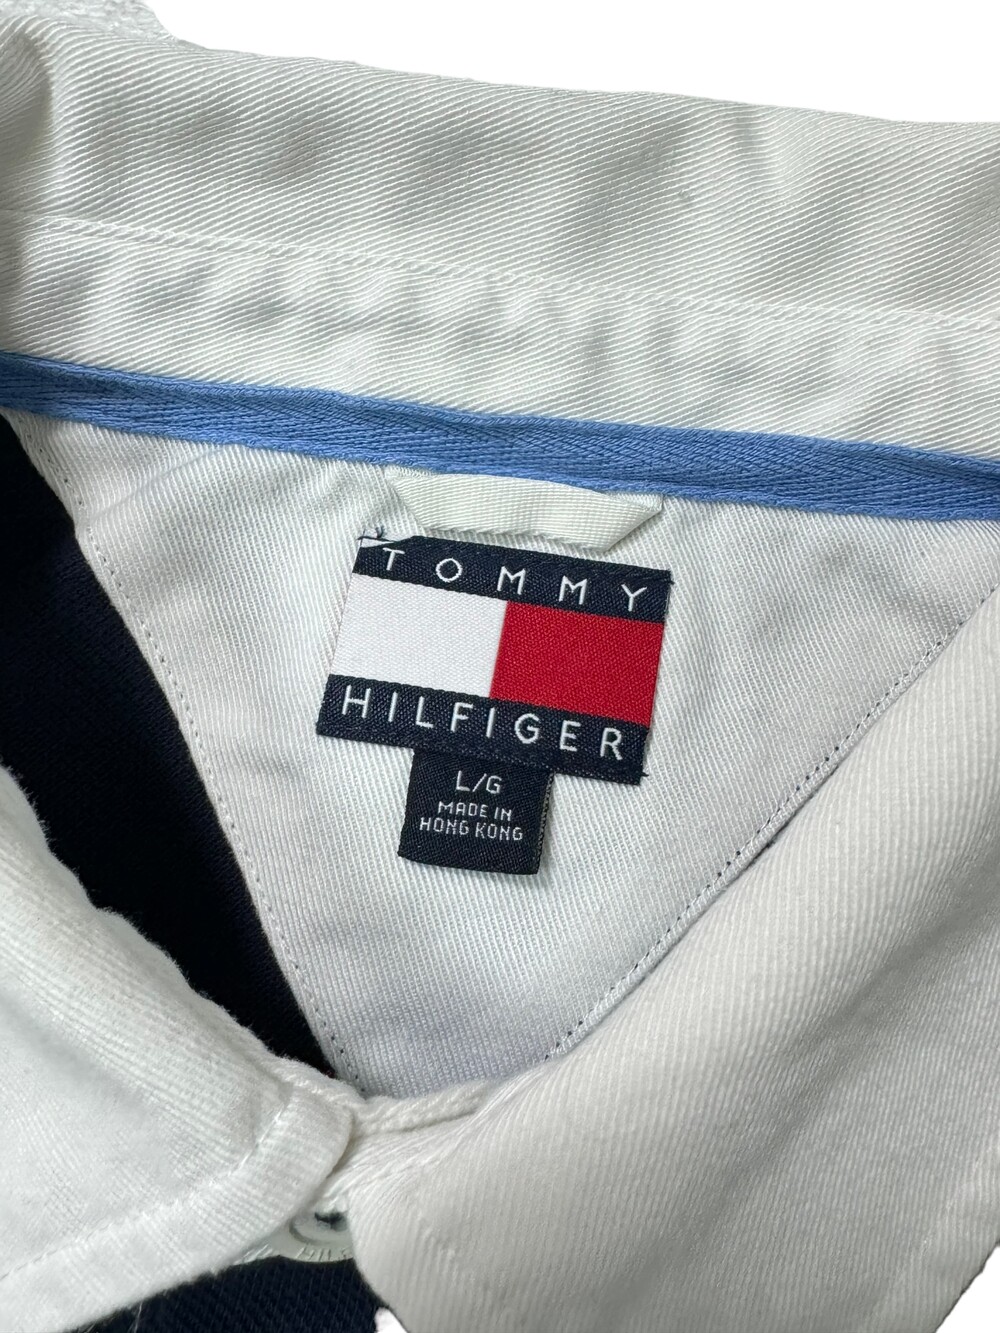 TOMMY
HILFIGER
L/G
MADE IN
HONG KONG